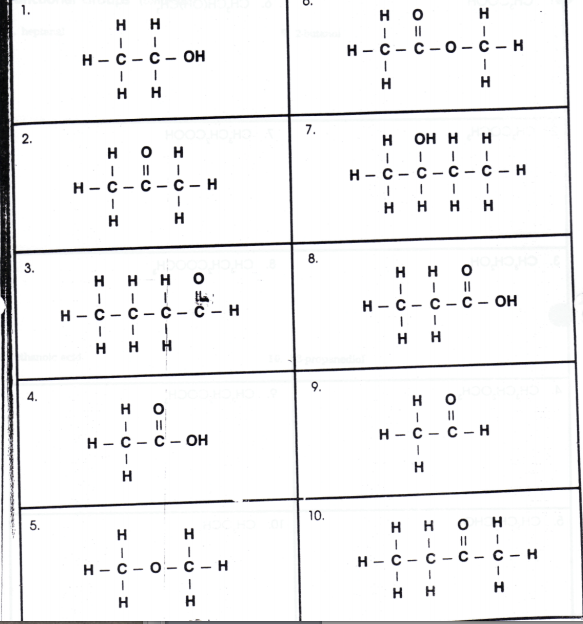 1.
H H
| |
H – C – C – OH
| |
H H
2.
H O H
| || |
H – C – C – C – H
| |
H H
3.
H H H O
| | | ||
H – C – C – C – C – H
| | |
H H H
4.
H O
| ||
H – C – C – OH
|
H
5.
H H
| |
H – C – O – C – H
| |
H H
6.
H O H
| || |
H – C – C – O – C – H
| |
H H
7.
H OH H H
| | | |
H – C – C – C – C – H
| | | |
H H H H
8.
H H O
| | ||
H – C – C – C – OH
| |
H H
9.
H O
| ||
H – C – C – H
|
H
10.
H H O H
| | || |
H – C – C – C – C – H
| | |
H H H